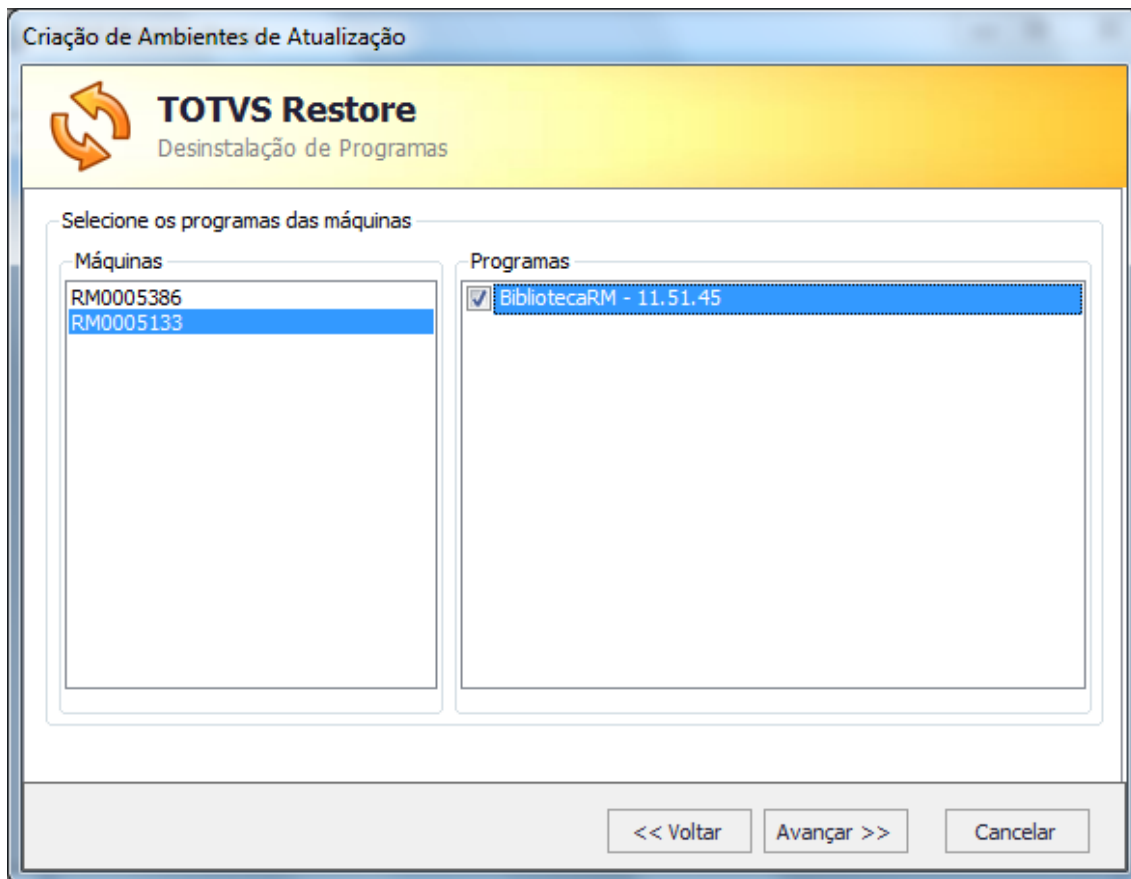 Criação de Ambientes de Atualização
TOTVS Restore
Desinstalação de Programas
Selecione os programas das máquinas
Máquinas
RM0005386
RM0005133
Programas
BibliotecaRM - 11.51.45
<< Voltar
Avançar >>
Cancelar